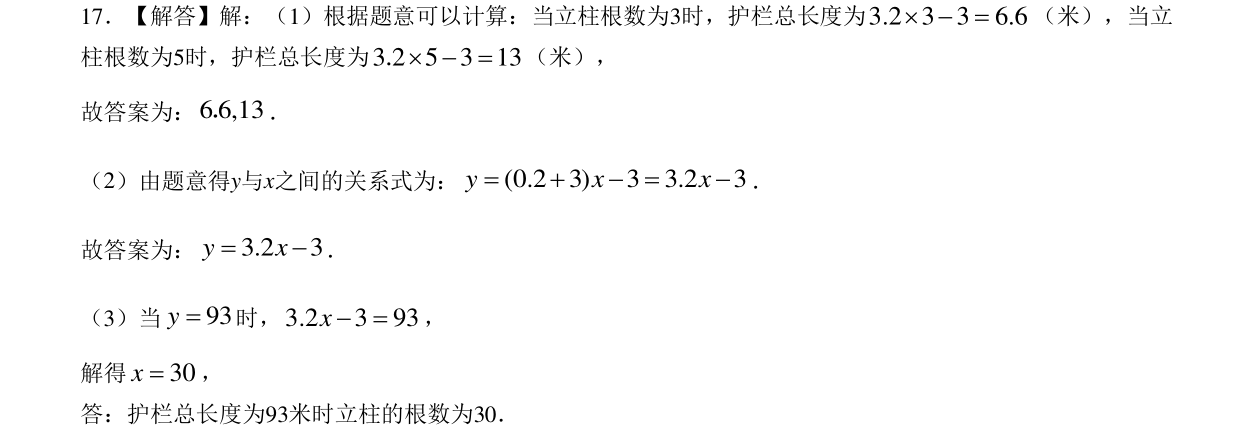 17．【解答】解：（1）根据题意可以计算：当立柱根数为3时，护栏总长度为3.2×3−3=6.6（米），当立
柱根数为5时，护栏总长度为3.2×5−3=13（米），
故答案为：6.6,13．
（2）由题意得y与x之间的关系式为：y=(0.2+3)x−3=3.2x−3．
故答案为：y=3.2x−3．
（3）当y=93时，3.2x−3=93，
解得x=30，
答：护栏总长度为93米时立柱的根数为30．